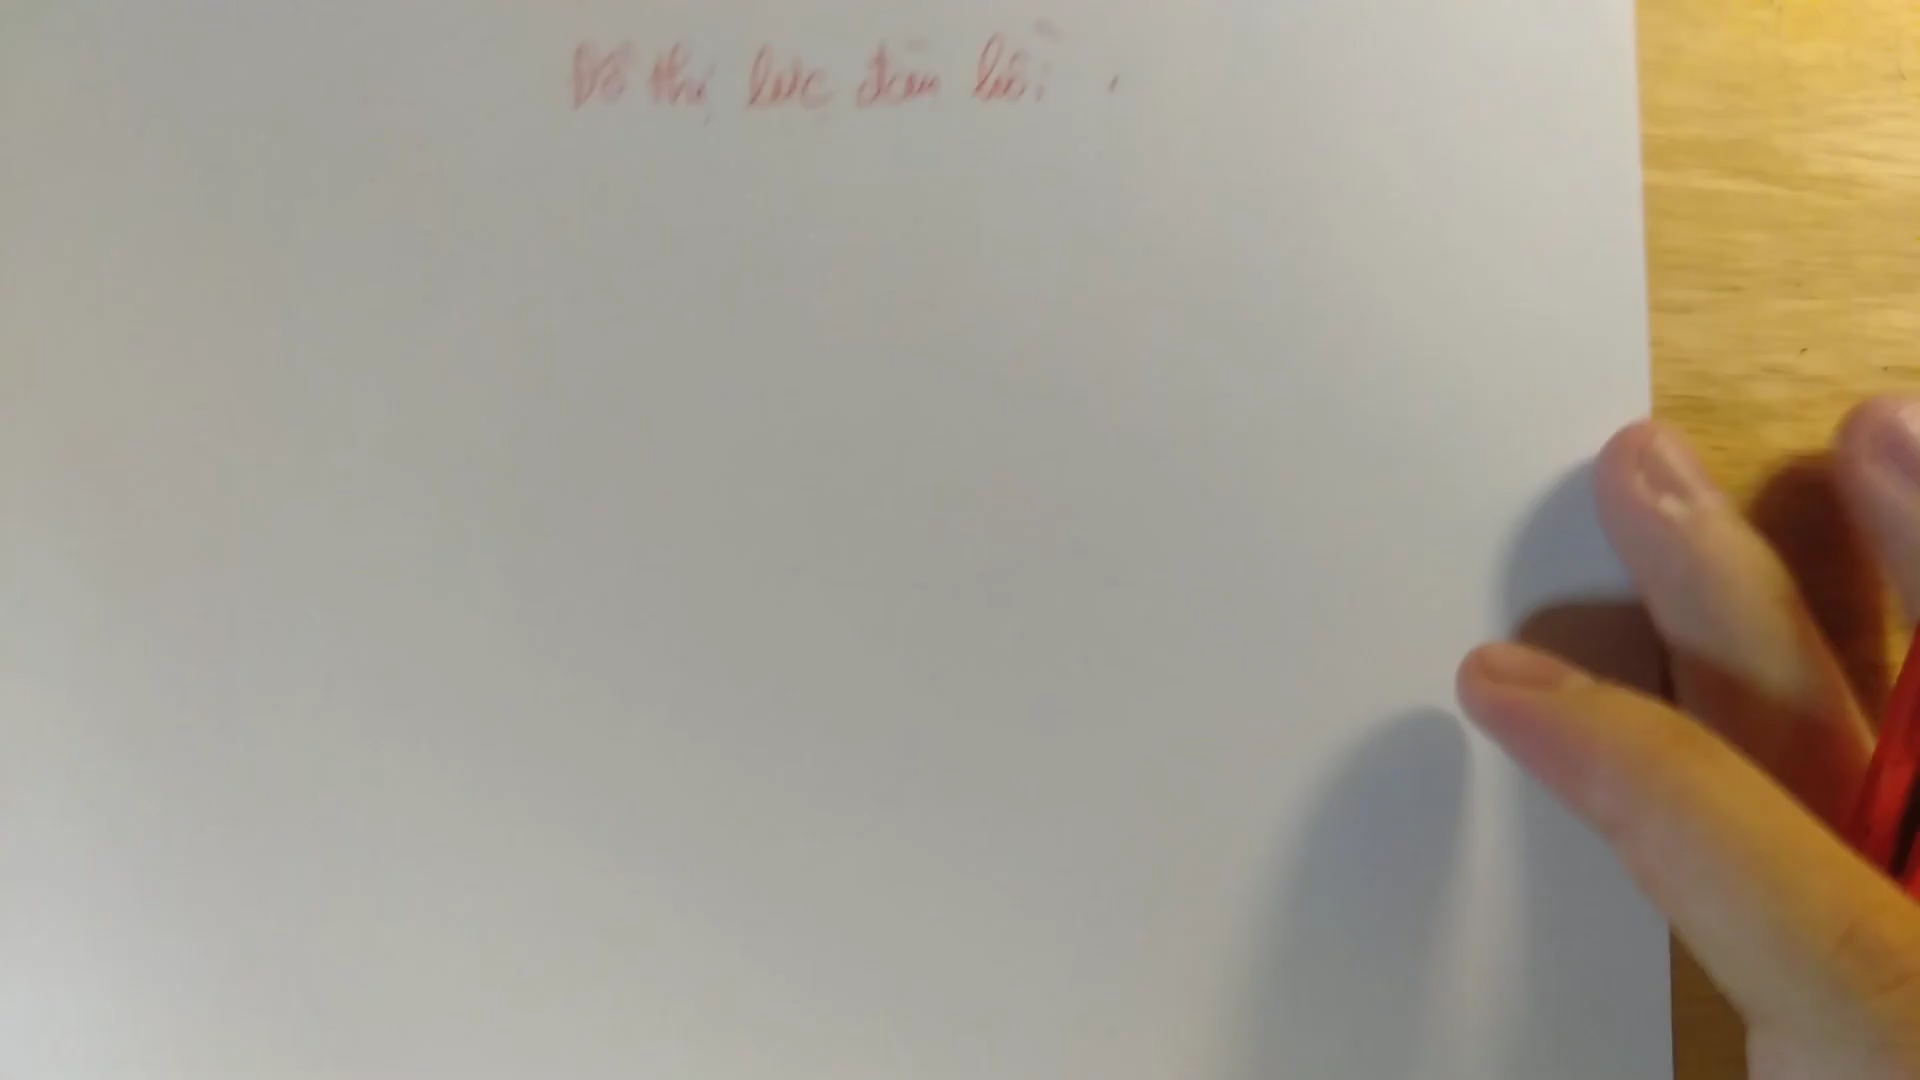 Đồ thị lực đàn hồi.